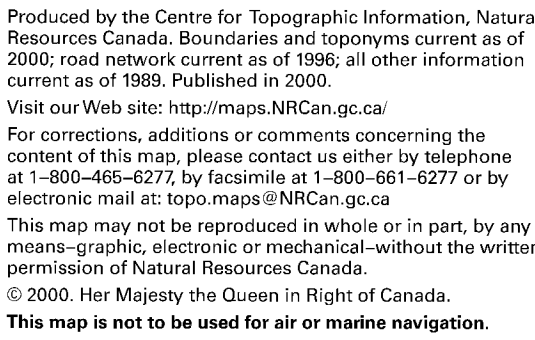 Produced by the Centre for Topographic Information, Natura
Resources Canada. Boundaries and toponyms current as of
2000; road network current as of 1996; all other information
current as of 1989. Published in 2000.
Visit our Web site: http://maps.NRCan.gc.ca/
For corrections, additions or comments concerning the
content of this map, please contact us either by telephone
at 1–800–465–6277, by facsimile at 1–800–661–6277 or by
electronic mail at: topo.maps@NRCan.gc.ca
This map may not be reproduced in whole or in part, by any
means–graphic, electronic or mechanical–without the writter
permission of Natural Resources Canada.
© 2000. Her Majesty the Queen in Right of Canada.
This map is not to be used for air or marine navigation.